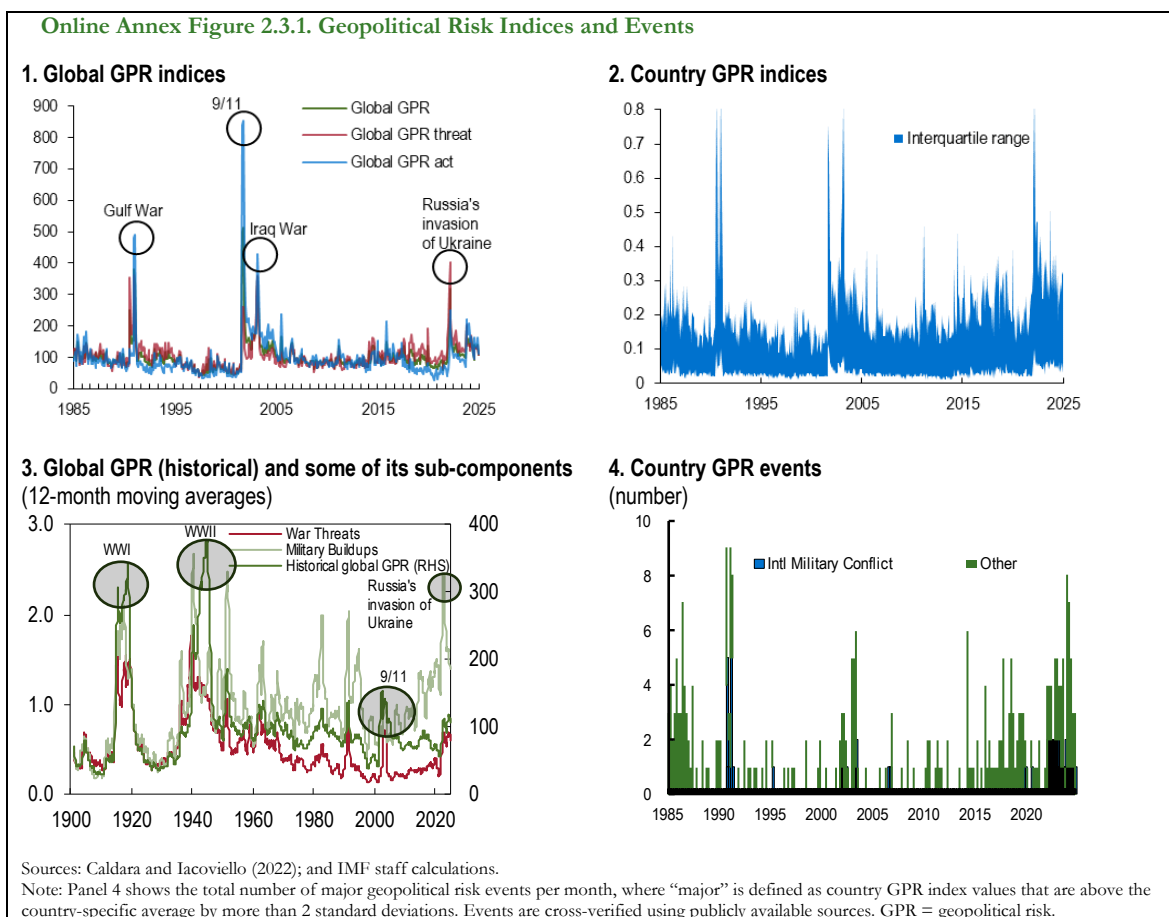 Online Annex Figure 2.3.1. Geopolitical Risk Indices and Events
1. Global GPR indices
900
800
700
600
500
400
300
200
100
0
1985
1995
2005
2015
2025
9/11
Global GPR
Global GPR threat
Global GPR act
Gulf War
Iraq War
Russia's
invasion
of Ukraine
2. Country GPR indices
0.8
0.7
0.6
0.5
0.4
0.3
0.2
0.1
0
1985
1995
2005
2015
2025
Interquartile range
3. Global GPR (historical) and some of its sub-components
(12-month moving averages)
3.0
2.0
1.0
0.0
400
300
200
100
0
1900
1920
1940
1960
1980
2000
2020
WWI
WWII
War Threats
Military Buildups
Historical global GPR (RHS)
Russia's
invasion of
Ukraine
9/11
4. Country GPR events
(number)
10
8
6
4
2
0
1985
1990
1995
2000
2005
2010
2015
2020
Intl Military Conflict
Other
Sources: Caldara and Iacoviello (2022); and IMF staff calculations.
Note: Panel 4 shows the total number of major geopolitical risk events per month, where “major” is defined as country GPR index values that are above the
country-specific average by more than 2 standard deviations. Events are cross-verified using publicly available sources. GPR = geopolitical risk.